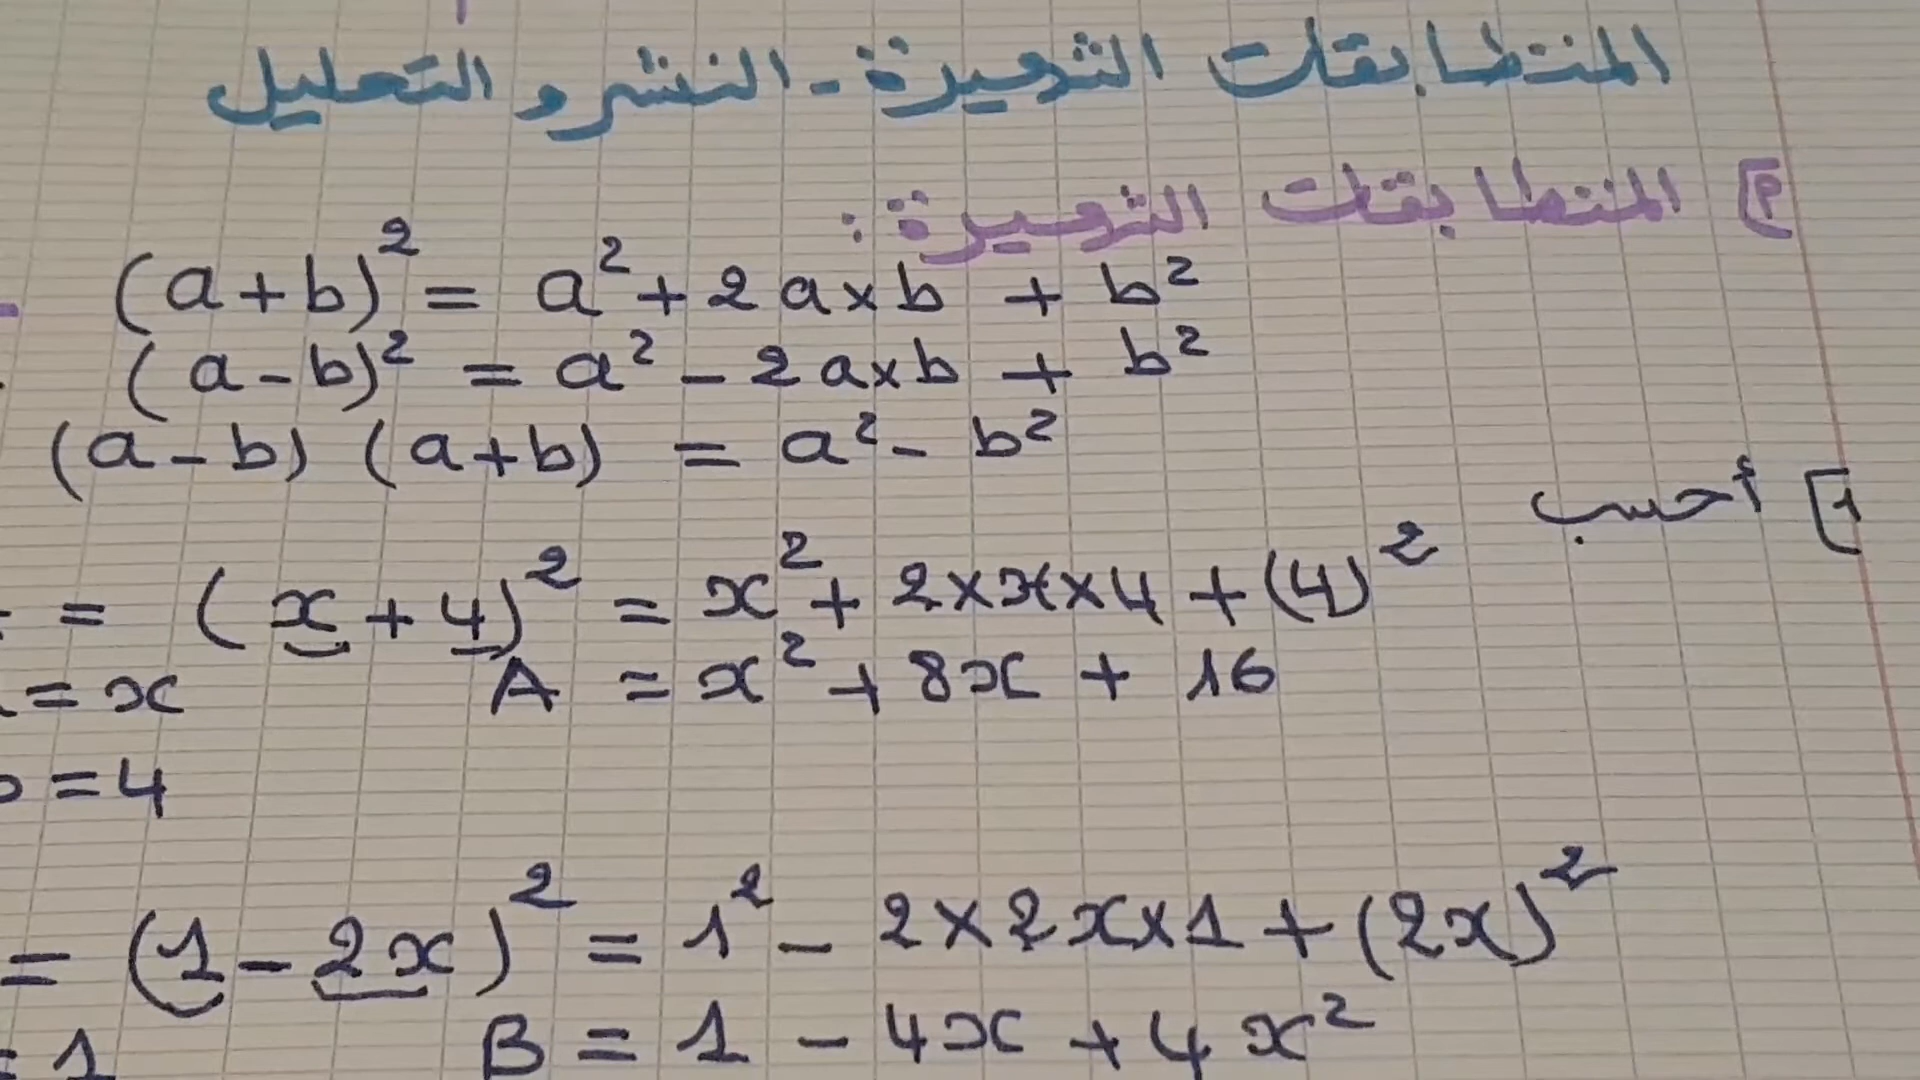 المتطابقات الشهيرة - النشر و التحليل
المتطابقات الشهيرة :
(a+b)² = a² + 2a×b + b²
(a-b)² = a² - 2a×b + b²
(a-b) (a+b) = a² - b²
1] أحسب
= (x+4)² = x² + 2×x×4 + (4)²
= x A = x² + 8x + 16
= 4
= (1-2x)² = 1² - 2×2x×1 + (2x)²
= 1 B = 1 - 4x + 4x²